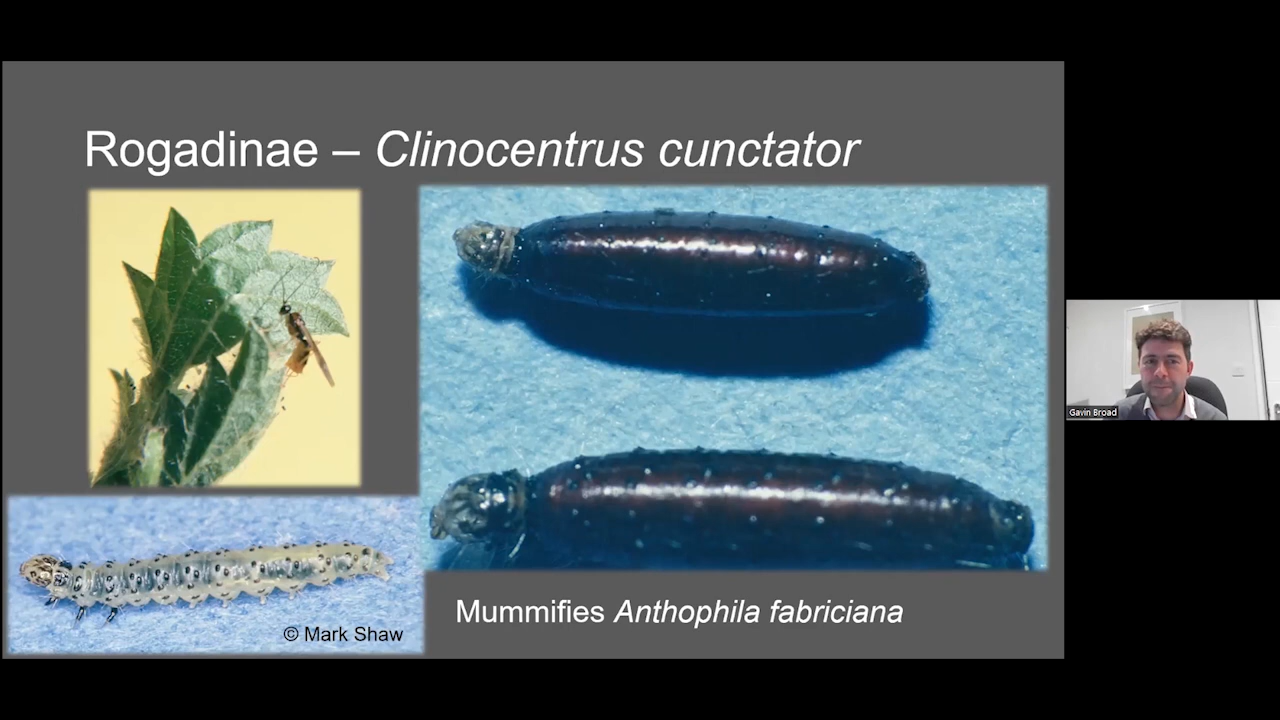 Rogadinae – Clinocentrus cunctator
© Mark Shaw
Mummifies Anthophila fabriciana
Gavin Broad